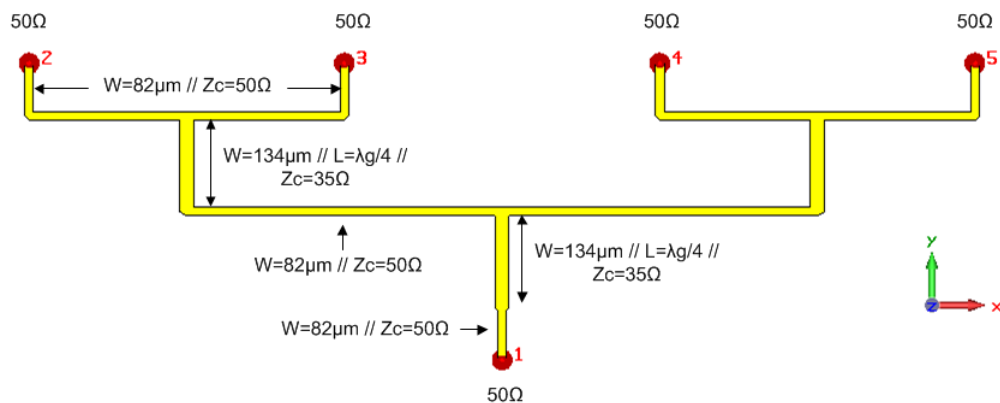 50Ω 50Ω 50Ω 50Ω
2 3 4 5
W=82µm // Zc=50Ω
W=134µm // L=λg/4 //
Zc=35Ω
W=82µm // Zc=50Ω
W=134µm // L=λg/4 //
Zc=35Ω
W=82µm // Zc=50Ω
1
50Ω
Y
Z
X